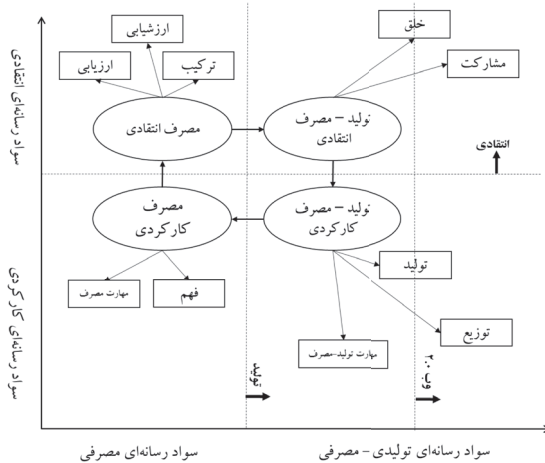 ارزشیابی
خلق
ارزیابی
ترکیب
مشارکت
سواد رسانه‌ای انتقادی
مصرف انتقادی
تولید – مصرف
انتقادی
انتقادی
مصرف
کارکردی
تولید – مصرف
کارکردی
سواد رسانه‌ای کارکردی
مهارت مصرف
فهم
تولید
توزیع
مهارت تولید-مصرف
تولید
وب ۲.۰
سواد رسانه‌ای مصرفی
سواد رسانه‌ای تولیدی – مصرفی